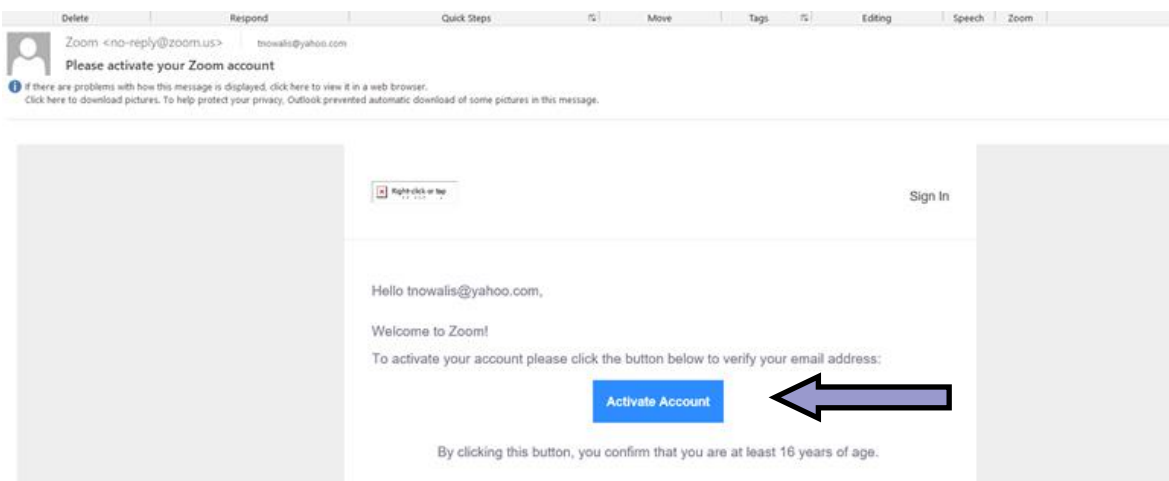 Delete Respond Quick Steps Move Tags Editing Speech Zoom
Zoom <no-reply@zoom.us> tnowalis@yahoo.com
Please activate your Zoom account
If there are problems with how this message is displayed, click here to view it in a web browser.
Click here to download pictures. To help protect your privacy, Outlook prevented automatic download of some pictures in this message.
Right-click or tap
Sign In
Hello tnowalis@yahoo.com,
Welcome to Zoom!
To activate your account please click the button below to verify your email address:
Activate Account
By clicking this button, you confirm that you are at least 16 years of age.